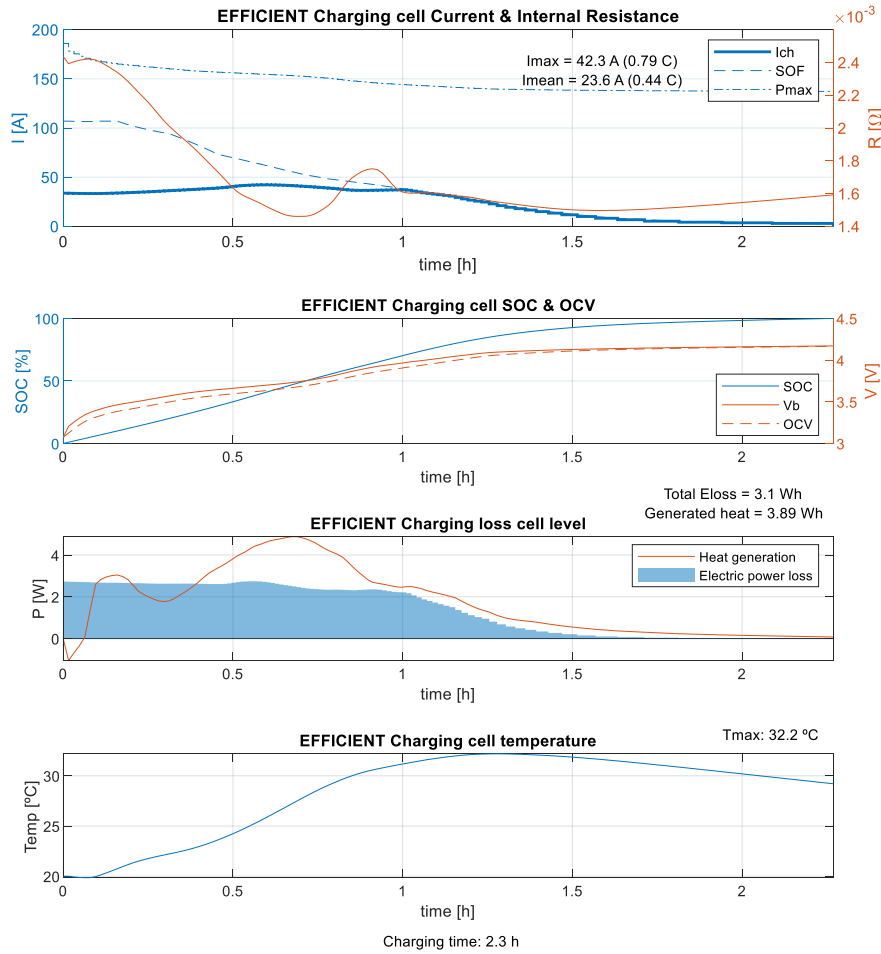 EFFICIENT Charging cell Current & Internal Resistance
×10⁻³
200
150
100
50
0
I [A]
Imax = 42.3 A (0.79 C)
Imean = 23.6 A (0.44 C)
Ich
SOF
Pmax
2.4
2.2
2
1.8
1.6
1.4
R [Ω]
0
0.5
1
1.5
2
time [h]
EFFICIENT Charging cell SOC & OCV
100
50
0
SOC [%]
4.5
4
3.5
3
V [V]
SOC
Vb
OCV
0
0.5
1
1.5
2
time [h]
Total Eloss = 3.1 Wh
Generated heat = 3.89 Wh
EFFICIENT Charging loss cell level
4
2
0
P [W]
Heat generation
Electric power loss
0
0.5
1
1.5
2
time [h]
Tmax: 32.2 ºC
EFFICIENT Charging cell temperature
30
25
20
Temp [ºC]
0
0.5
1
1.5
2
time [h]
Charging time: 2.3 h